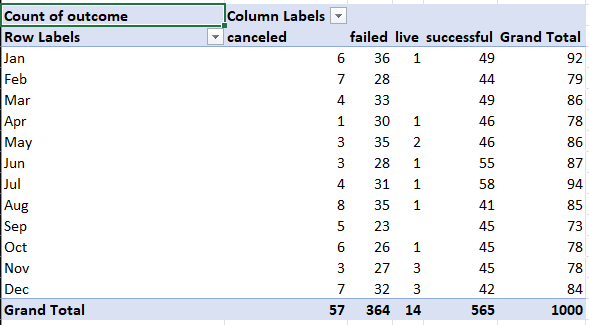 Count of outcome Column Labels
Row Labels canceled failed live successful Grand Total
Jan 6 36 1 49 92
Feb 7 28 44 79
Mar 4 33 49 86
Apr 1 30 1 46 78
May 3 35 2 46 86
Jun 3 28 1 55 87
Jul 4 31 1 58 94
Aug 8 35 1 41 85
Sep 5 23 45 73
Oct 6 26 1 45 78
Nov 3 27 3 45 78
Dec 7 32 3 42 84
Grand Total 57 364 14 565 1000